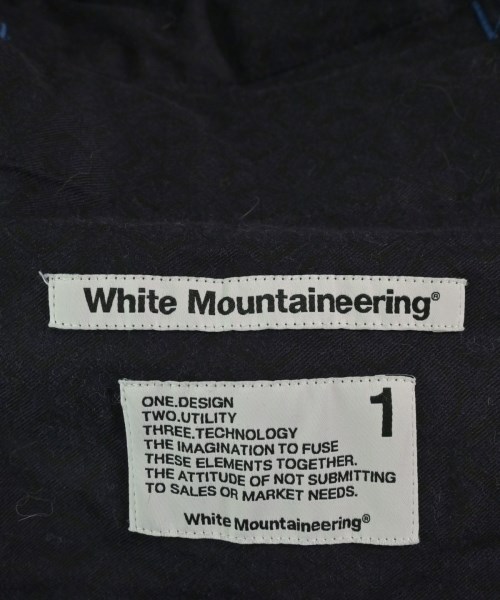 White Mountaineering®
1
ONE.DESIGN
TWO.UTILITY
THREE.TECHNOLOGY
THE IMAGINATION TO FUSE
THESE ELEMENTS TOGETHER.
THE ATTITUDE OF NOT SUBMITTING
TO SALES OR MARKET NEEDS.
White Mountaineering®